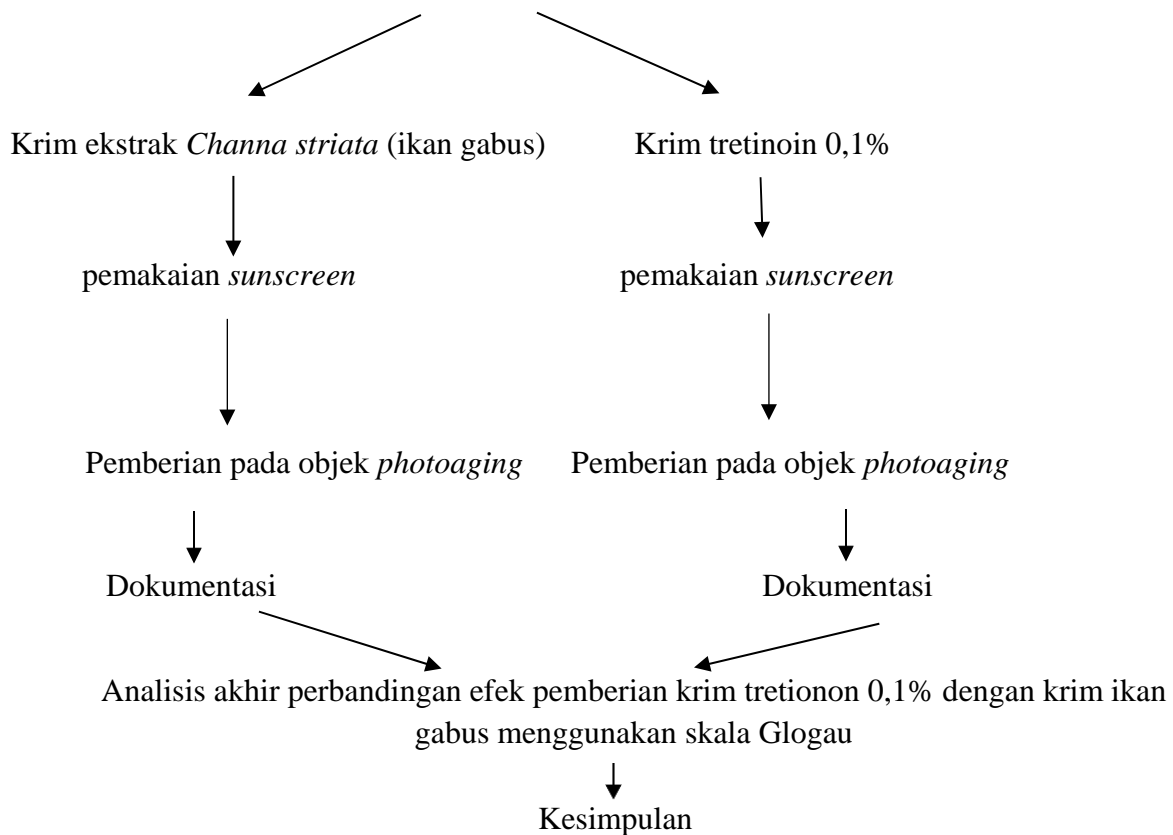 Krim ekstrak Channa striata (ikan gabus)
Krim tretinoin 0,1%
pemakaian sunscreen
pemakaian sunscreen
Pemberian pada objek photoaging
Pemberian pada objek photoaging
Dokumentasi
Dokumentasi
Analisis akhir perbandingan efek pemberian krim tretionon 0,1% dengan krim ikan
gabus menggunakan skala Glogau
Kesimpulan